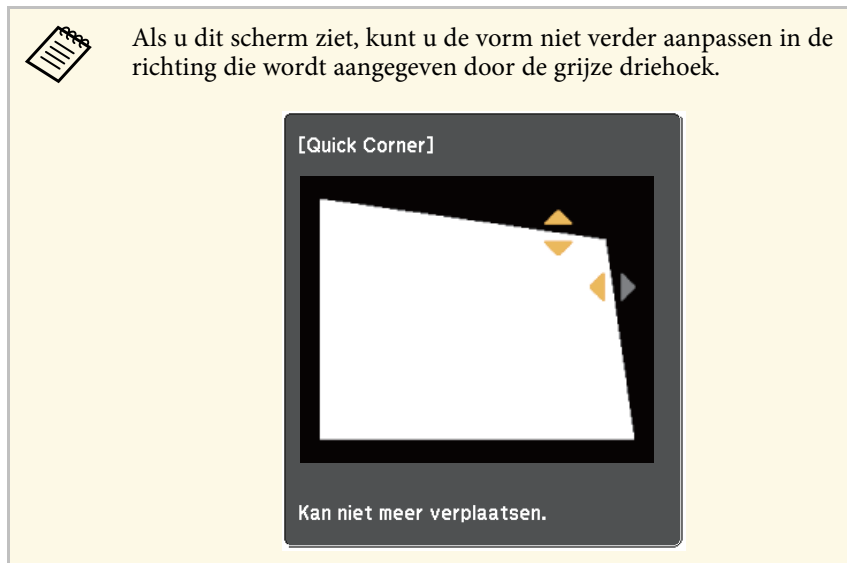 Als u dit scherm ziet, kunt u de vorm niet verder aanpassen in de
richting die wordt aangegeven door de grijze driehoek.
[Quick Corner]
Kan niet meer verplaatsen.